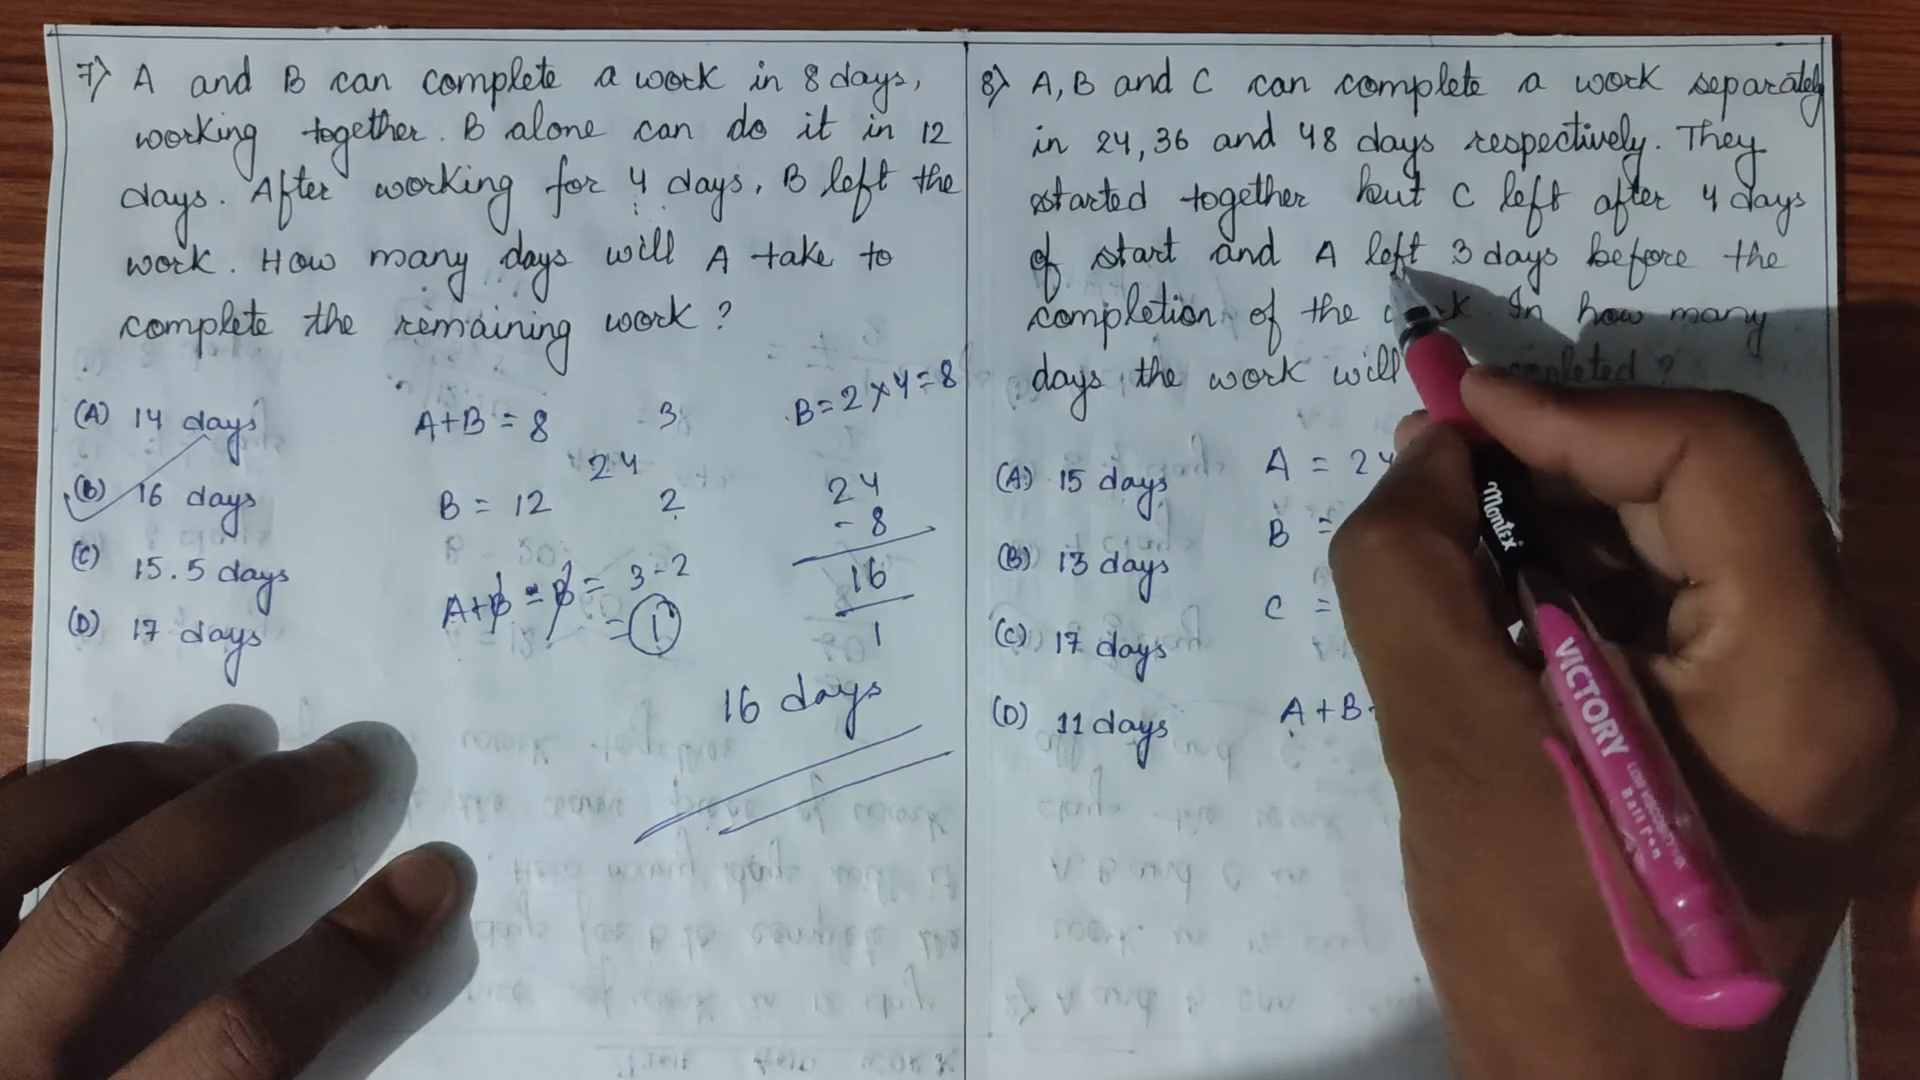 7) A and B can complete a work in 8 days,
working together. B alone can do it in 12
days. After working for 4 days, B left the
work. How many days will A take to
complete the remaining work?
(A) 14 days
(B) 16 days
(C) 15.5 days
(D) 17 days
A+B = 8
3
24
B = 12
2
A+B - B = 3-2
= 1
B = 2 x 4 = 8
24
- 8
16
1
16 days
8) A, B and C can complete a work separately
in 24, 36 and 48 days respectively. They
started together but C left after 4 days
of start and A left 3 days before the
completion of the In how many
days the work will completed?
(A) 15 days
(B) 13 days
(C) 17 days
(D) 11 days
A = 24
B =
C =
A+B
Montex
VICTORY